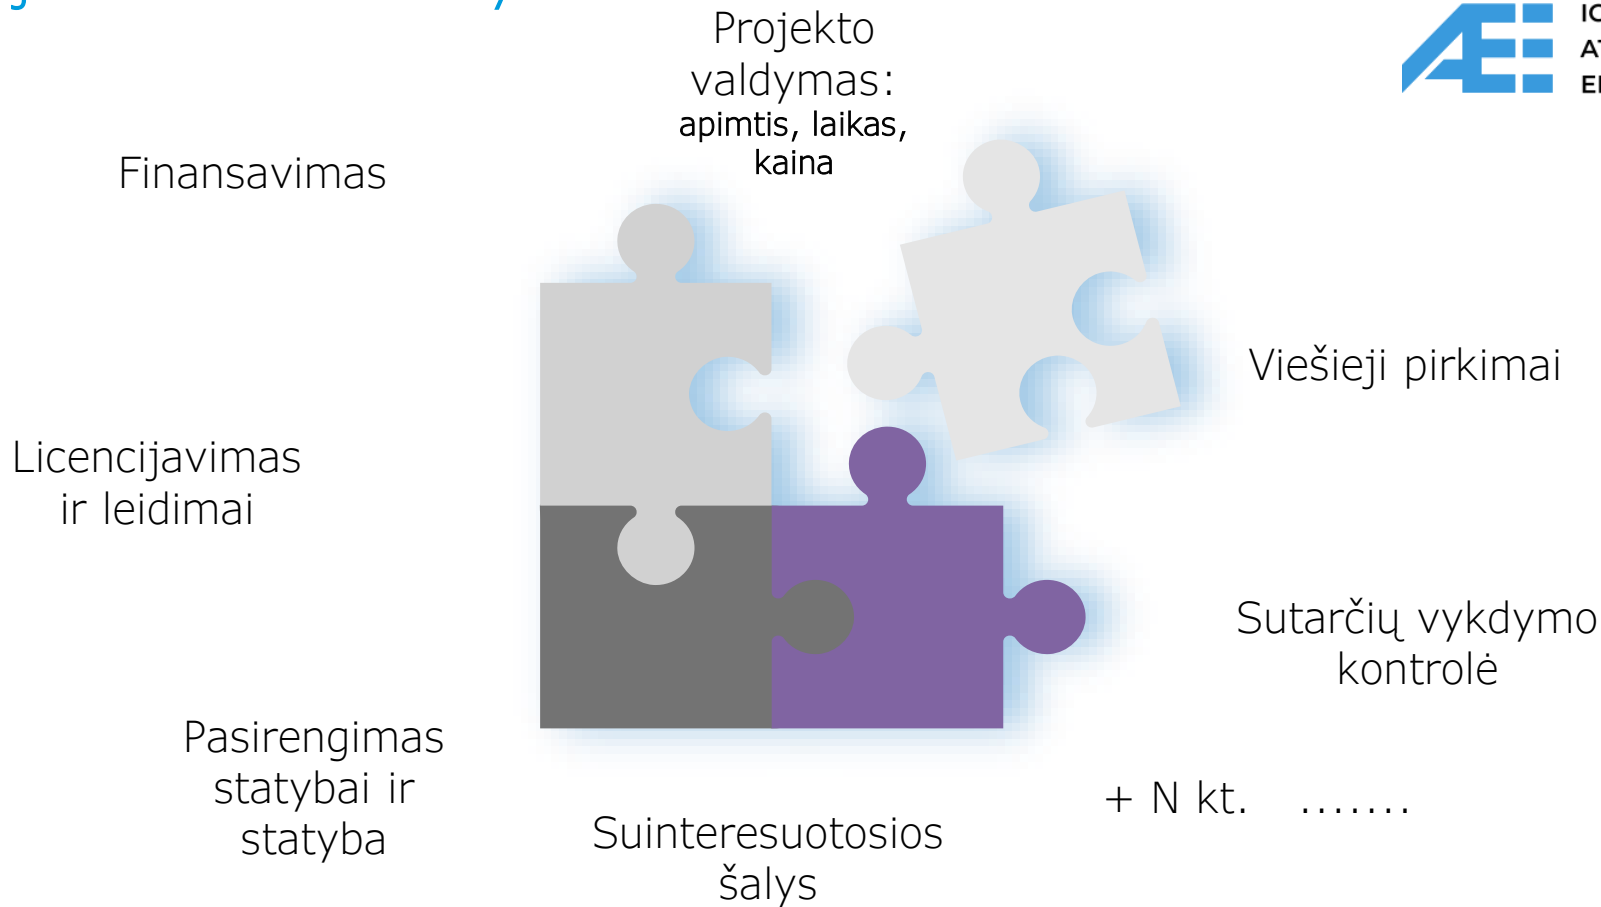 Projekto
valdymas:
apimtis, laikas,
kaina
Finansavimas
Viešieji pirkimai
Licencijavimas
ir leidimai
Sutarčių vykdymo
kontrolė
Pasirengimas
statybai ir
statyba
+ N kt. .......
Suinteresuotosios
šalys